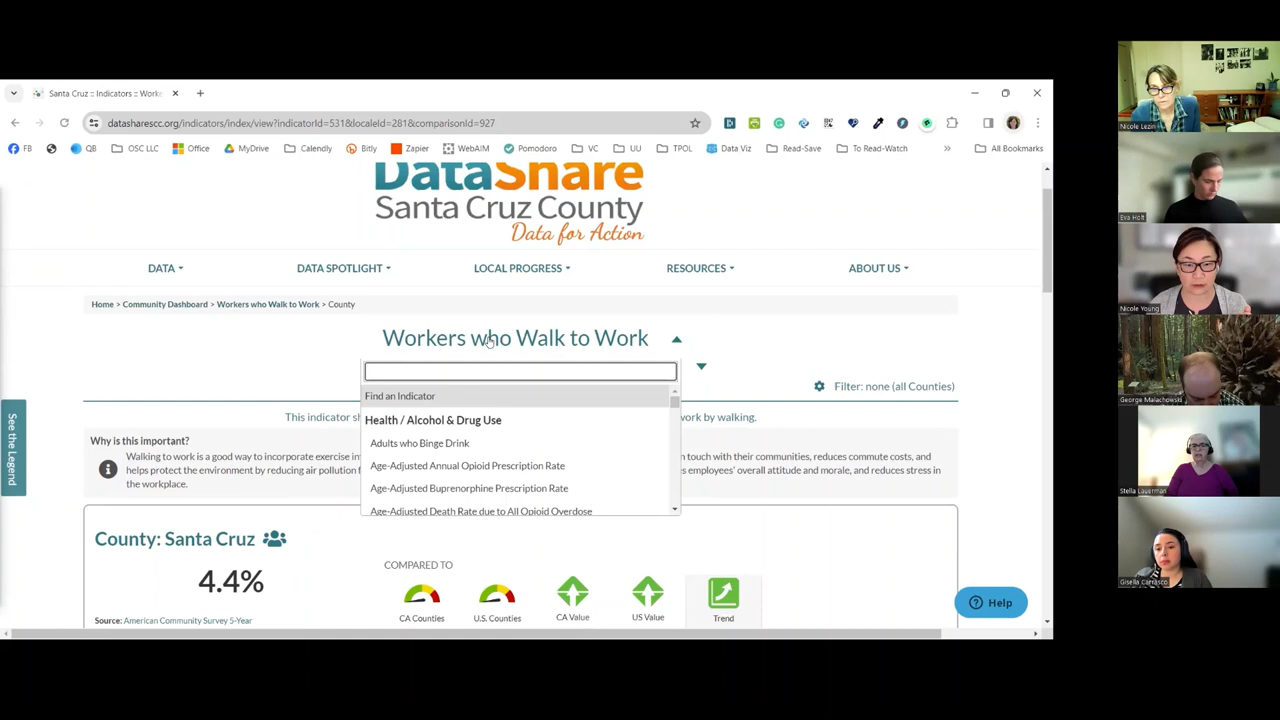 Santa Cruz :: Indicators :: Worke
datasharescc.org/indicators/index/view?indicatorId=531&localeId=281&comparisonId=927
FB
QB
OSC LLC
Office
MyDrive
Calendly
Bitly
Zapier
WebAIM
Pomodoro
VC
UU
TPOL
Data Viz
Read-Save
To Read-Watch
»
All Bookmarks
DataShare
Santa Cruz County
Data for Action
DATA
DATA SPOTLIGHT
LOCAL PROGRESS
RESOURCES
ABOUT US
Home > Community Dashboard > Workers who Walk to Work > County
Workers who Walk to Work
Filter: none (all Counties)
Find an Indicator
Health / Alcohol & Drug Use
Adults who Binge Drink
Age-Adjusted Annual Opioid Prescription Rate
Age-Adjusted Buprenorphine Prescription Rate
Age-Adjusted Death Rate due to All Opioid Overdose
This indicator sh
ork by walking.
Why is this important?
Walking to work is a good way to incorporate exercise in
touch with their communities, reduces commute costs, and
helps protect the environment by reducing air pollution f
s employees' overall attitude and morale, and reduces stress in
the workplace.
See the Legend
County: Santa Cruz
4.4%
Source: American Community Survey 5-Year
COMPARED TO
CA Counties
U.S. Counties
CA Value
US Value
Trend
Help
Nicole Lezin
Eva Holt
Nicole Young
George Malachowski
Stella Lauerman
Gisella Carrasco